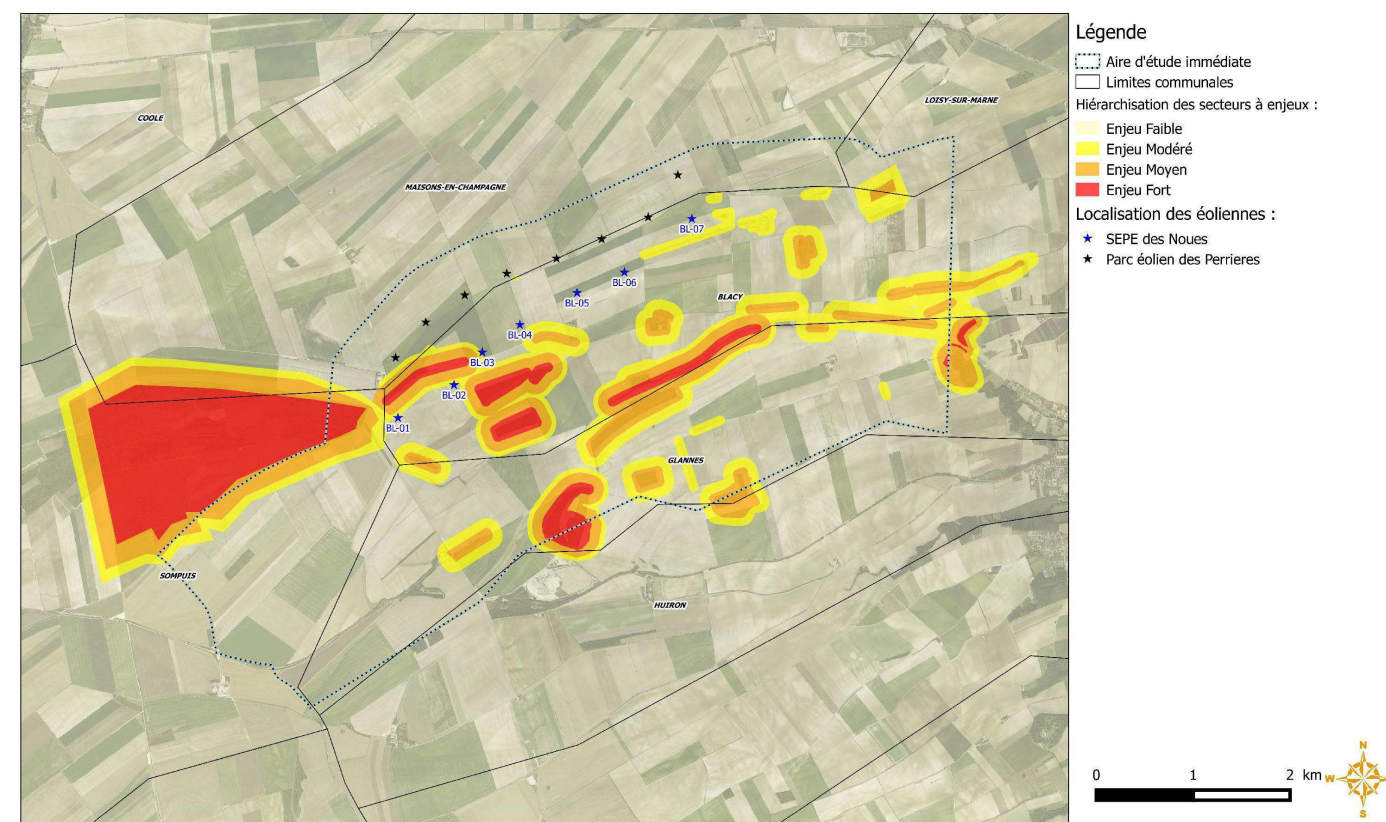 Légende
Aire d'étude immédiate
Limites communales
Hiérarchisation des secteurs à enjeux :
Enjeu Faible
Enjeu Modéré
Enjeu Moyen
Enjeu Fort
Localisation des éoliennes :
SEPE des Noues
Parc éolien des Perrieres
LOISY-SUR-MARNE
COOLE
MAISONS-EN-CHAMPAGNE
BL-07
BL-06
BLACY
BL-05
BL-04
BL-03
BL-02
BL-01
GLANNES
SOMPUIS
HUIRON
0 1 2 km
N
W
S